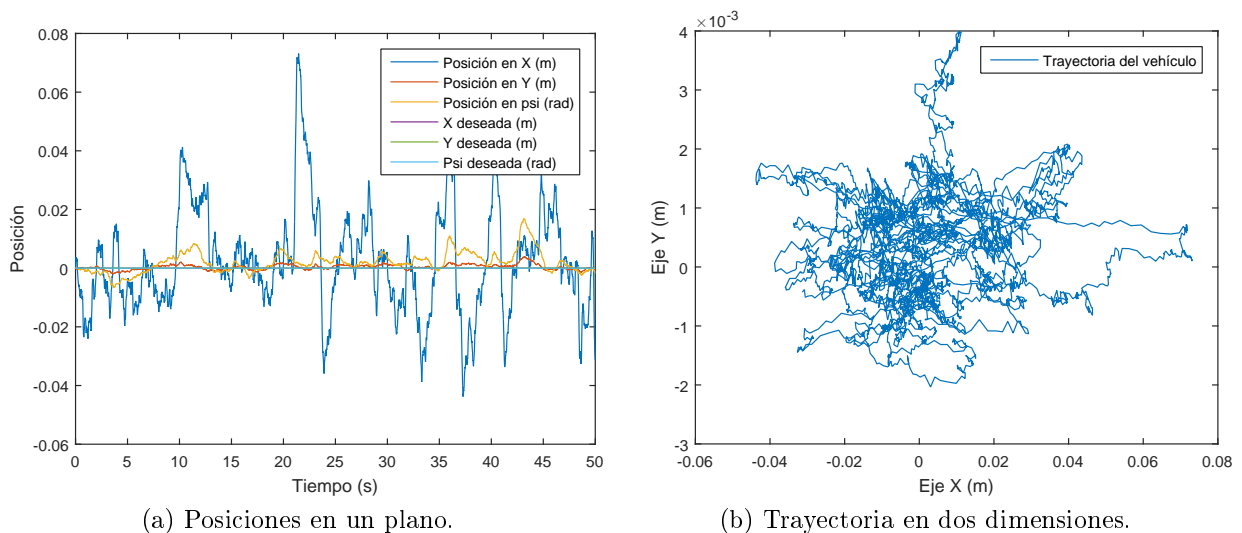 0.08
0.06
0.04
0.02
0
-0.02
-0.04
-0.06
Posición
0 5 10 15 20 25 30 35 40 45 50
Tiempo (s)
Posición en X (m)
Posición en Y (m)
Posición en psi (rad)
X deseada (m)
Y deseada (m)
Psi deseada (rad)
(a) Posiciones en un plano.
×10⁻³
4
3
2
1
0
-1
-2
-3
Eje Y (m)
-0.06 -0.04 -0.02 0 0.02 0.04 0.06 0.08
Eje X (m)
Trayectoria del vehículo
(b) Trayectoria en dos dimensiones.